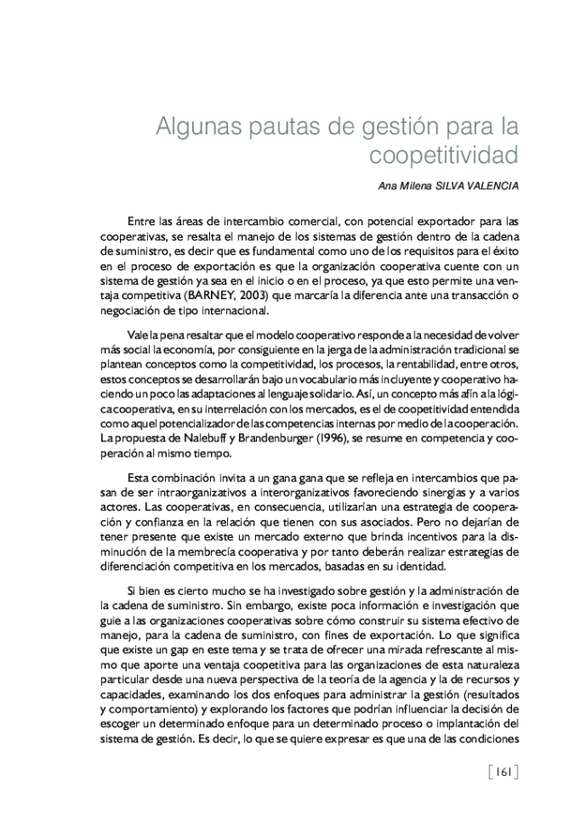 Algunas pautas de gestión para la
coopetitividad
Ana Milena SILVA VALENCIA
Entre las áreas de intercambio comercial, con potencial exportador para las
cooperativas, se resalta el manejo de los sistemas de gestión dentro de la cadena
de suministro, es decir que es fundamental como uno de los requisitos para el éxito
en el proceso de exportación es que la organización cooperativa cuente con un
sistema de gestión ya sea en el inicio o en el proceso, ya que esto permite una ven-
taja competitiva (BARNEY, 2003) que marcaría la diferencia ante una transacción o
negociación de tipo internacional.
Vale la pena resaltar que el modelo cooperativo responde a la necesidad de volver
más social la economía, por consiguiente en la jerga de la administración tradicional se
plantean conceptos como la competitividad, los procesos, la rentabilidad, entre otros,
estos conceptos se desarrollarán bajo un vocabulario más incluyente y cooperativo ha-
ciendo un poco las adaptaciones al lenguaje solidario. Así, un concepto más afín a la lógi-
ca cooperativa, en su interrelación con los mercados, es el de coopetitividad entendida
como aquel potencializador de las competencias internas por medio de la cooperación.
La propuesta de Nalebuff y Brandenburger (1996), se resume en competencia y coo-
peración al mismo tiempo.
Esta combinación invita a un gana gana que se refleja en intercambios que pa-
san de ser intraorganizativos a interorganizativos favoreciendo sinergias y a varios
actores. Las cooperativas, en consecuencia, utilizarían una estrategia de coopera-
ción y confianza en la relación que tienen con sus asociados. Pero no dejarían de
tener presente que existe un mercado externo que brinda incentivos para la dis-
minución de la membrecía cooperativa y por tanto deberán realizar estrategias de
diferenciación competitiva en los mercados, basadas en su identidad.
Si bien es cierto mucho se ha investigado sobre gestión y la administración de
la cadena de suministro. Sin embargo, existe poca información e investigación que
guie a las organizaciones cooperativas sobre cómo construir su sistema efectivo de
manejo, para la cadena de suministro, con fines de exportación. Lo que significa
que existe un gap en este tema y se trata de ofrecer una mirada refrescante al mis-
mo que aporte una ventaja coopetitiva para las organizaciones de esta naturaleza
particular desde una nueva perspectiva de la teoría de la agencia y la de recursos y
capacidades, examinando los dos enfoques para administrar la gestión (resultados
y comportamiento) y explorando los factores que podrían influenciar la decisión de
escoger un determinado enfoque para un determinado proceso o implantación del
sistema de gestión. Es decir, lo que se quiere expresar es que una de las condiciones
[161]